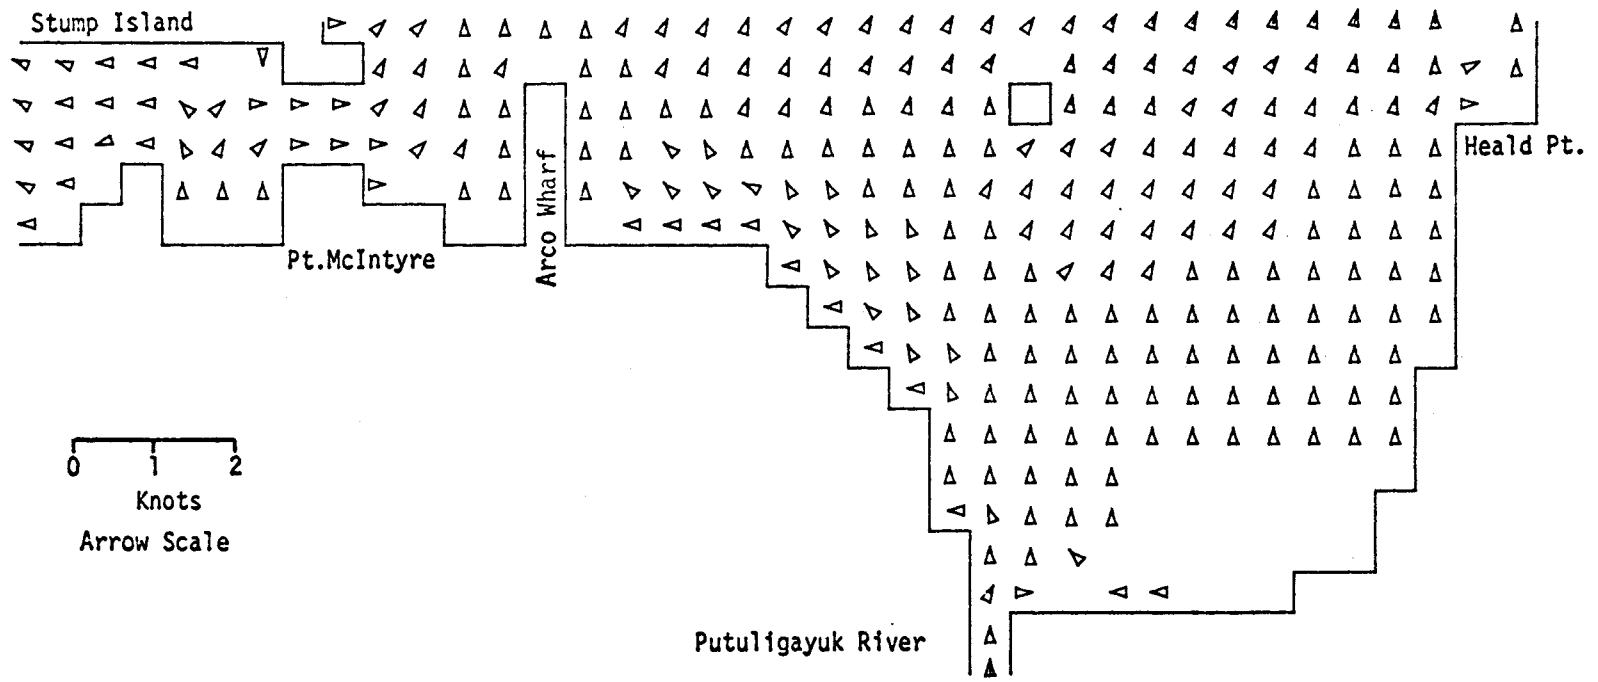 Stump Island
Heald Pt.
Arco Wharf
Pt.McIntyre
0 1 2
Knots
Arrow Scale
Putuligayuk River